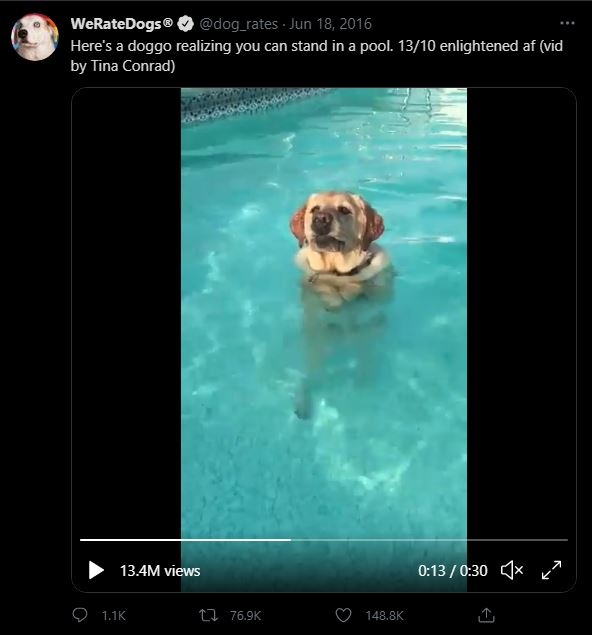 WeRateDogs® @dog_rates · Jun 18, 2016
Here's a doggo realizing you can stand in a pool. 13/10 enlightened af (vid
by Tina Conrad)
13.4M views 0:13 / 0:30
1.1K 76.9K 148.8K